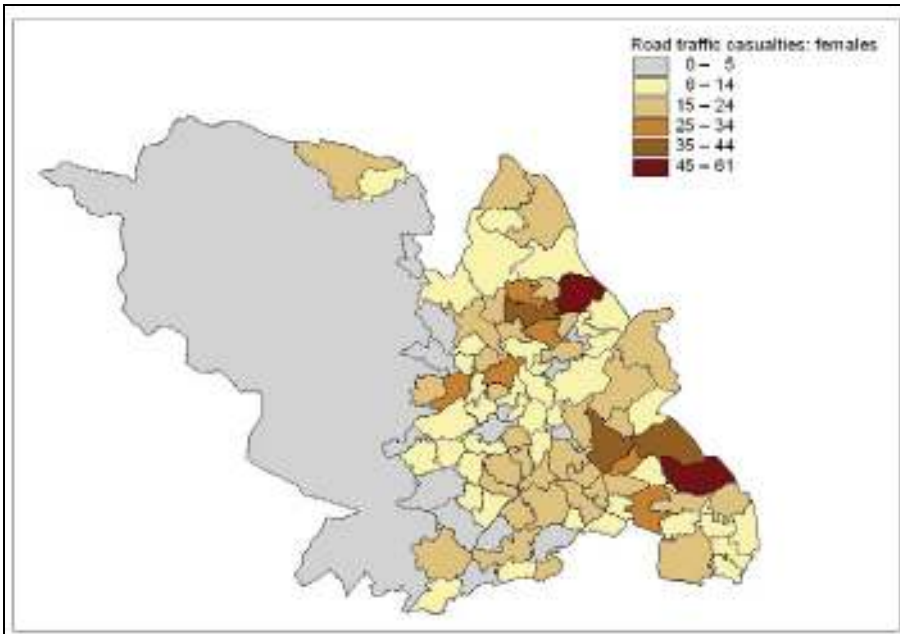 Road traffic casualties: females
0 – 5
6 – 14
15 – 24
25 – 34
35 – 44
45 – 61